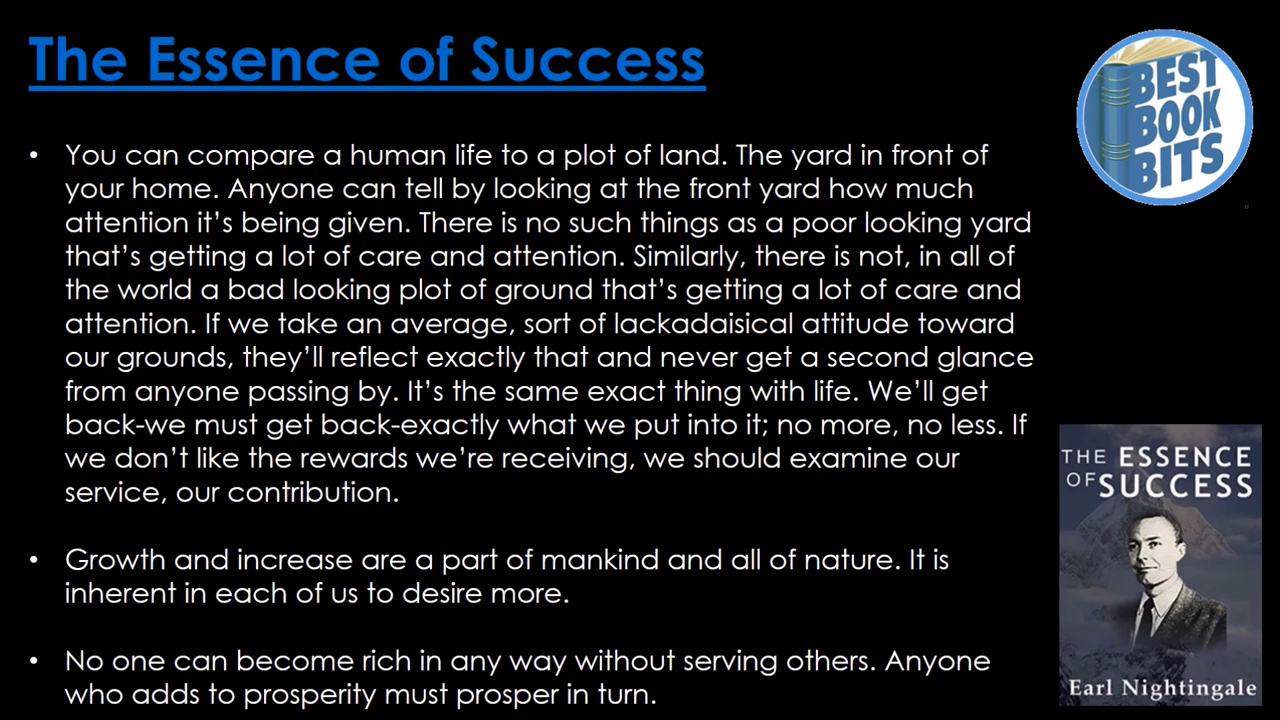 The Essence of Success
BEST
BOOK
BITS
• You can compare a human life to a plot of land. The yard in front of
your home. Anyone can tell by looking at the front yard how much
attention it’s being given. There is no such things as a poor looking yard
that’s getting a lot of care and attention. Similarly, there is not, in all of
the world a bad looking plot of ground that’s getting a lot of care and
attention. If we take an average, sort of lackadaisical attitude toward
our grounds, they’ll reflect exactly that and never get a second glance
from anyone passing by. It’s the same exact thing with life. We’ll get
back-we must get back-exactly what we put into it; no more, no less. If
we don’t like the rewards we’re receiving, we should examine our
service, our contribution.
• Growth and increase are a part of mankind and all of nature. It is
inherent in each of us to desire more.
• No one can become rich in any way without serving others. Anyone
who adds to prosperity must prosper in turn.
THE ESSENCE
OF SUCCESS
Earl Nightingale